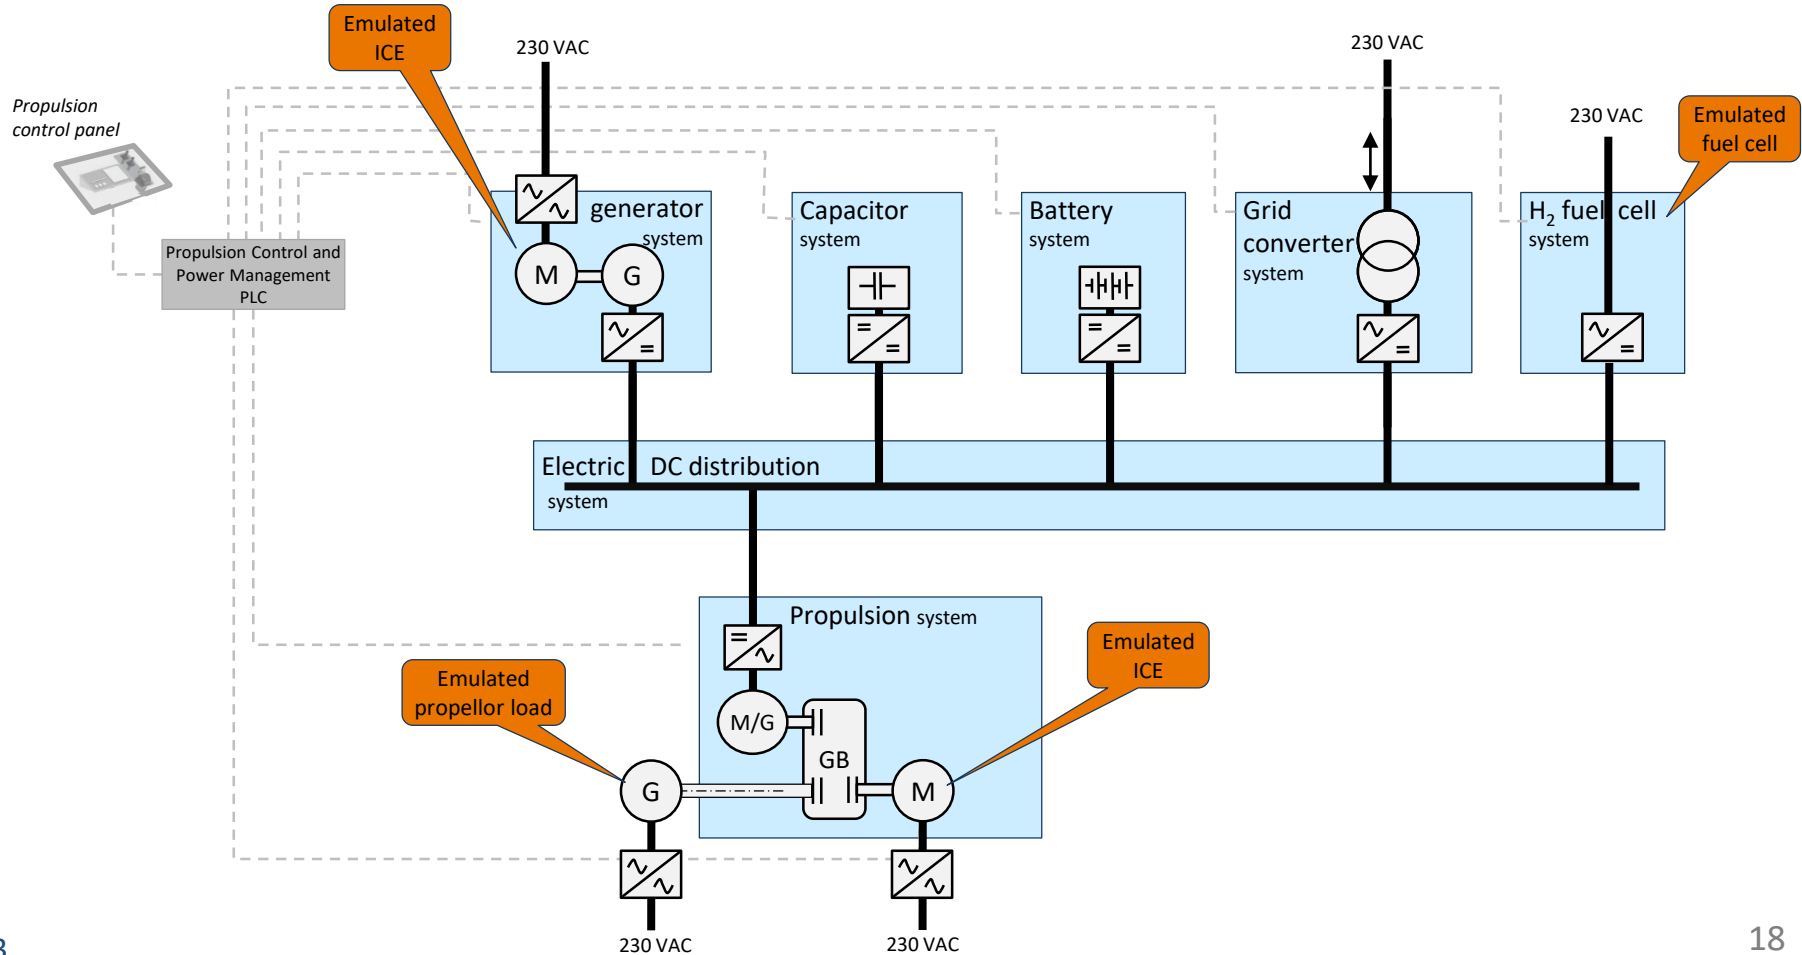 Emulated
ICE
230 VAC
230 VAC
Propulsion
control panel
230 VAC
Emulated
fuel cell
generator
system
Capacitor
system
Battery
system
Grid
converter
system
H₂ fuel cell
system
Propulsion Control and
Power Management
PLC
M
G
Electric DC distribution
system
Propulsion system
Emulated
ICE
Emulated
propellor load
M/G
GB
G
M
230 VAC
230 VAC
18